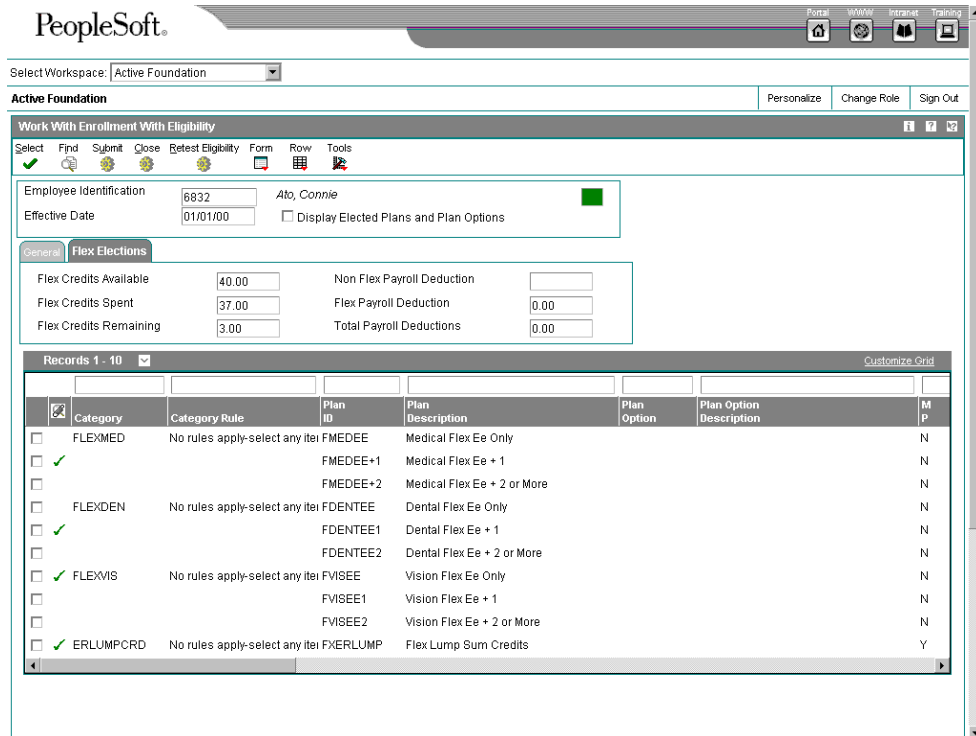 PeopleSoft®
Portal WWW Intranet Training
Select Workspace: Active Foundation
Active Foundation Personalize Change Role Sign Out
Work With Enrollment With Eligibility
Select Find Submit Close Retest Eligibility Form Row Tools
Employee Identification 6832 Ato, Connie
Effective Date 01/01/00 Display Elected Plans and Plan Options
General Flex Elections
Flex Credits Available 40.00 Non Flex Payroll Deduction
Flex Credits Spent 37.00 Flex Payroll Deduction 0.00
Flex Credits Remaining 3.00 Total Payroll Deductions 0.00
Records 1 - 10 Customize Grid
Plan Plan Plan Plan Option M
Category Category Rule ID Description Option Description P
FLEXMED No rules apply-select any iter FMEDEE Medical Flex Ee Only N
FMEDEE+1 Medical Flex Ee + 1 N
FMEDEE+2 Medical Flex Ee + 2 or More N
FLEXDEN No rules apply-select any iter FDENTEE Dental Flex Ee Only N
FDENTEE1 Dental Flex Ee + 1 N
FDENTEE2 Dental Flex Ee + 2 or More N
FLEXVIS No rules apply-select any iter FVISEE Vision Flex Ee Only N
FVISEE1 Vision Flex Ee + 1 N
FVISEE2 Vision Flex Ee + 2 or More N
ERLUMPCRD No rules apply-select any iter FXERLUMP Flex Lump Sum Credits Y